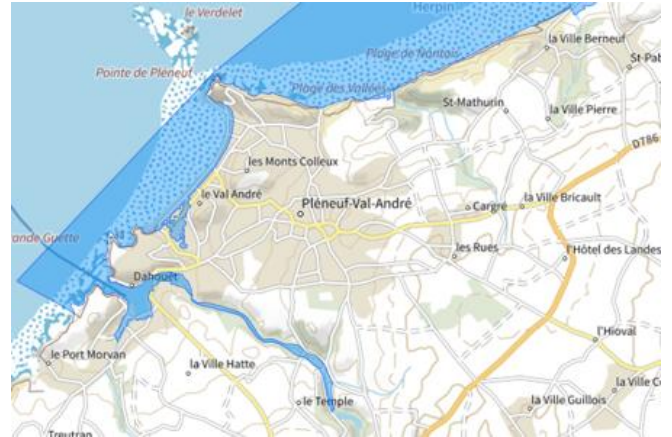 le Verdelet
Herpin
Plage de Nantois
la Ville Berneuf
Pointe de Pléneuf
Plage des Vallées
St-Pab
St-Mathurin
la Ville Pierre
D786
les Monts Colleux
le Val André
Pléneuf-Val-André
Cargré
la Ville Bricault
ande Guette
les Rues
l'Hôtel des Landes
Dahouët
l'Hioval
le Port Morvan
la Ville Hatte
la Ville C
le Temple
la Ville Guillois
Treutran